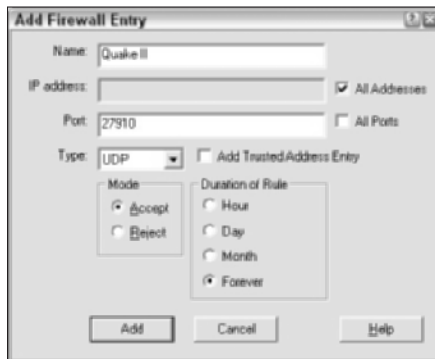 Add Firewall Entry
Name: Quake II
IP address: All Addresses
Port: 27910 All Ports
Type: UDP Add Trusted Address Entry
Mode
Accept
Reject
Duration of Rule
Hour
Day
Month
Forever
Add Cancel Help